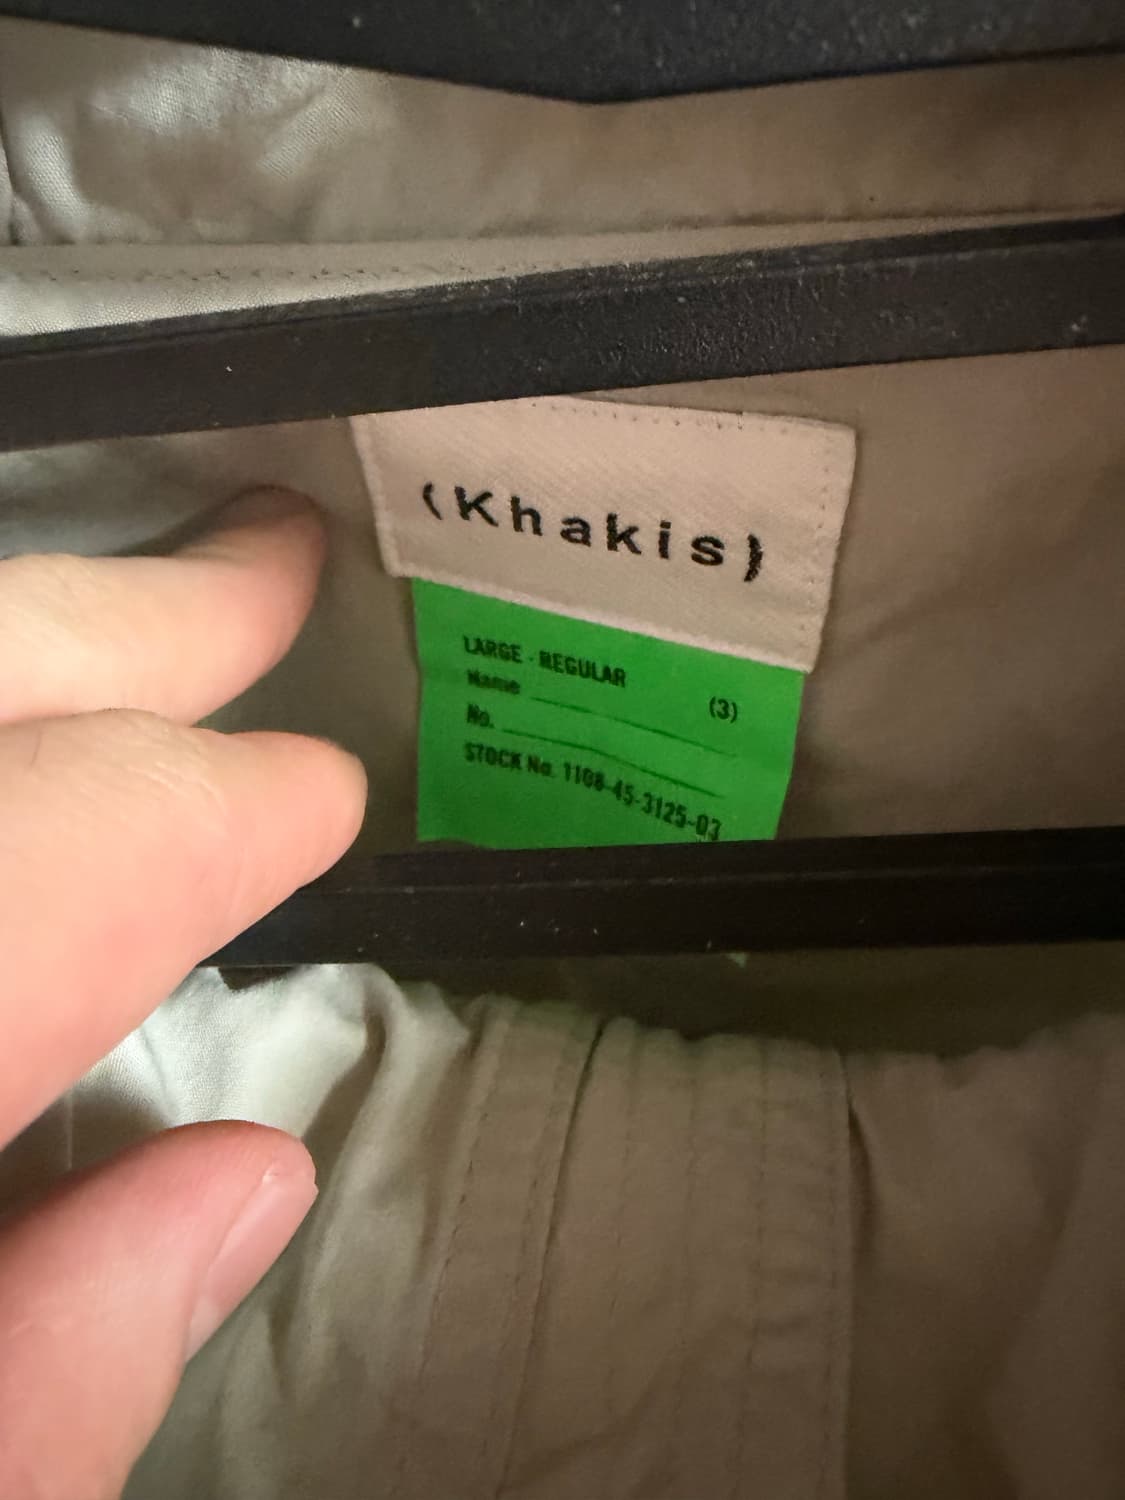 (Khakis)
LARGE - REGULAR
(3)
Name
No.
STOCK No. 1108-45-3125-03